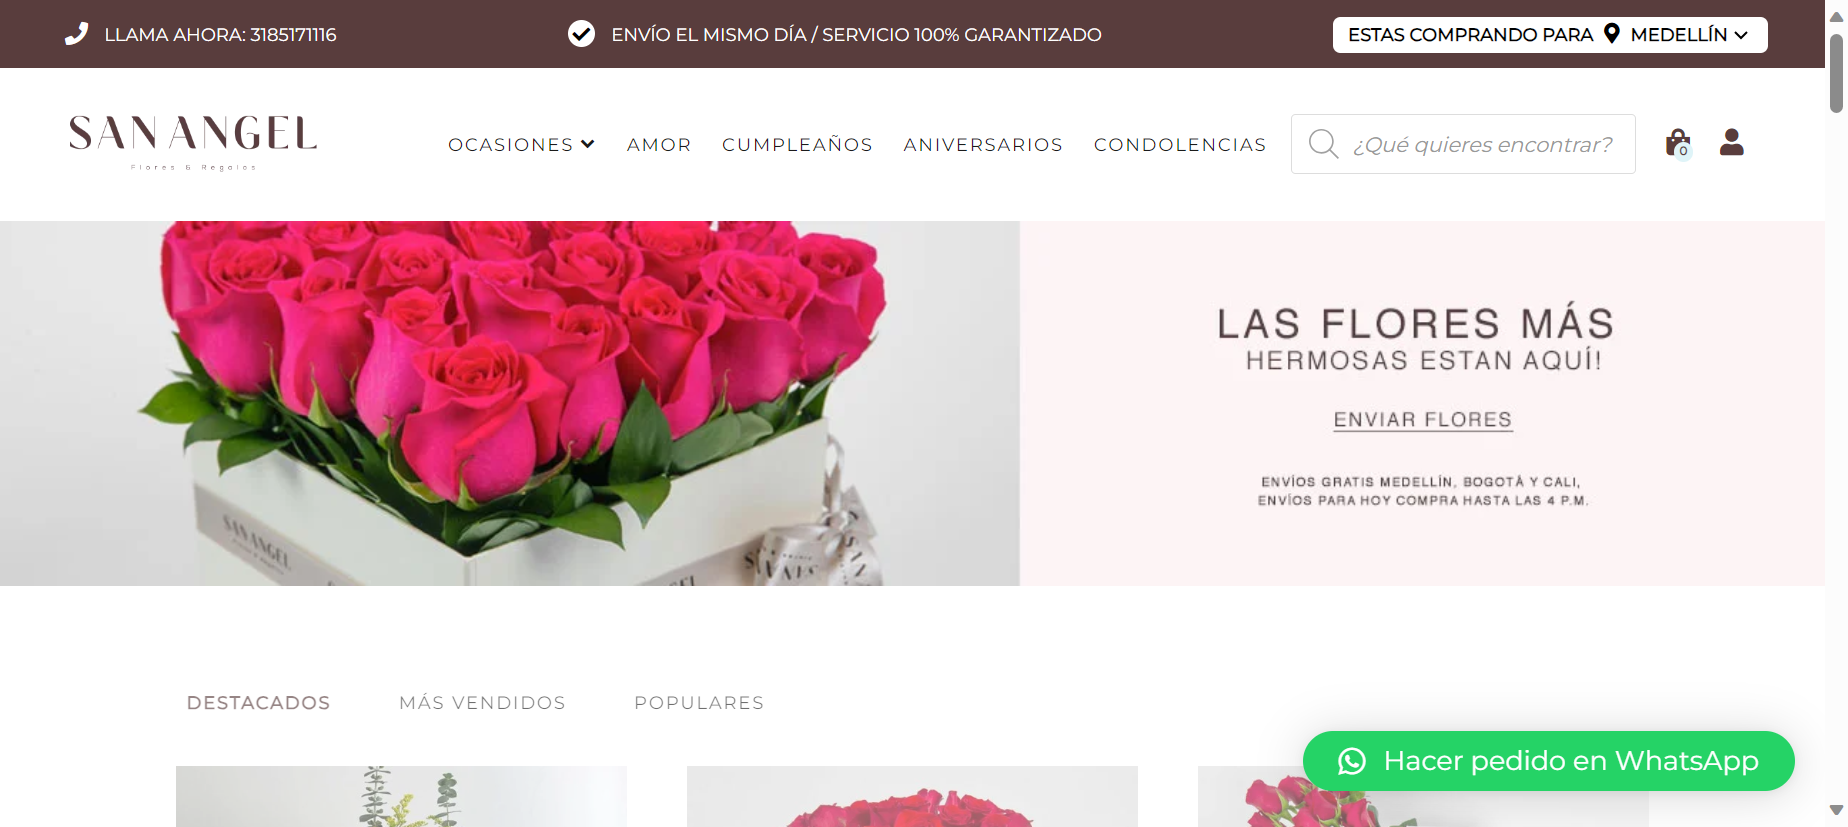 LLAMA AHORA: 3185171116
ENVÍO EL MISMO DÍA / SERVICIO 100% GARANTIZADO
ESTAS COMPRANDO PARA MEDELLÍN
SAN ANGEL
Flores & Regalos
OCASIONES
AMOR
CUMPLEAÑOS
ANIVERSARIOS
CONDOLENCIAS
¿Qué quieres encontrar?
0
LAS FLORES MÁS
HERMOSAS ESTAN AQUÍ!
ENVIAR FLORES
ENVÍOS GRATIS MEDELLÍN, BOGOTÀ Y CALI,
ENVÍOS PARA HOY COMPRA HASTA LAS 4 P.M.
SAN ANGEL
DESTACADOS
MÁS VENDIDOS
POPULARES
Hacer pedido en WhatsApp